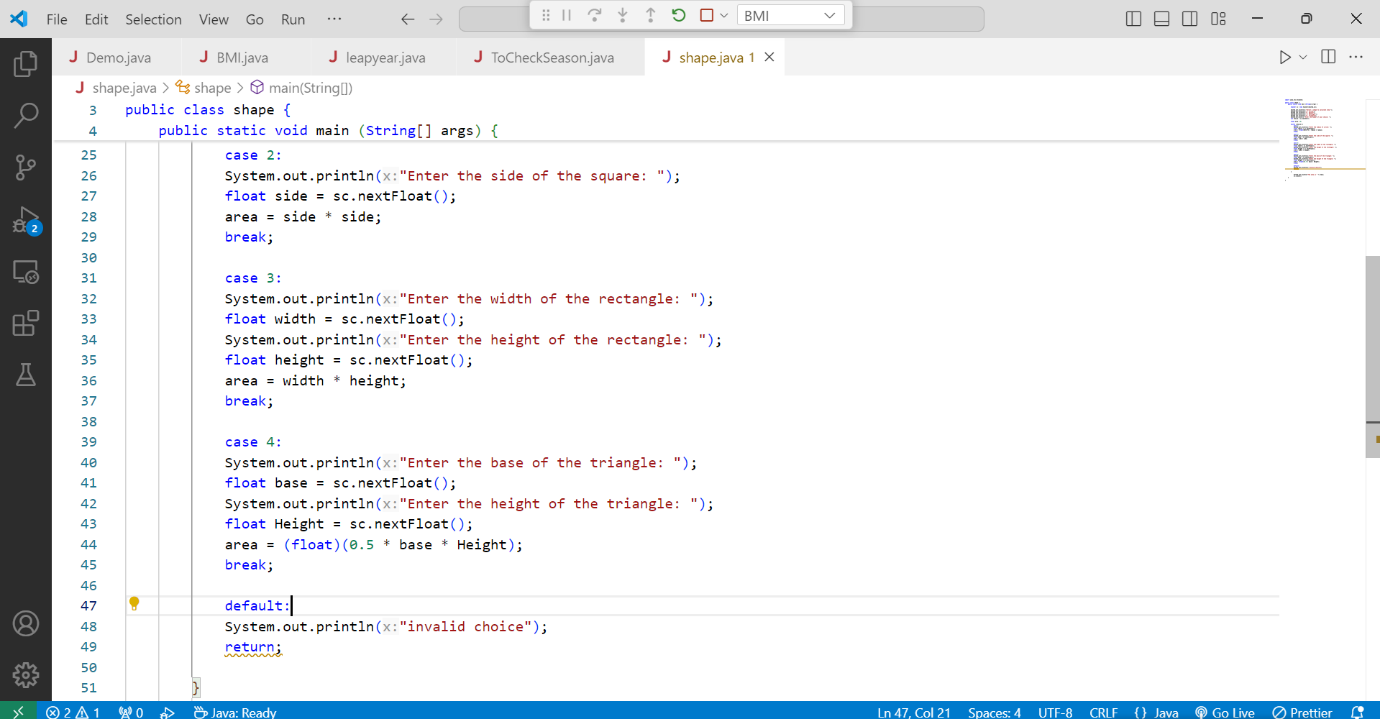 File Edit Selection View Go Run ··· BMI
Demo.java BMI.java leapyear.java ToCheckSeason.java shape.java 1
shape.java > shape > main(String[])
3 public class shape {
4 public static void main (String[] args) {
25 case 2:
26 System.out.println(x:"Enter the side of the square: ");
27 float side = sc.nextFloat();
28 area = side * side;
29 break;
30
31 case 3:
32 System.out.println(x:"Enter the width of the rectangle: ");
33 float width = sc.nextFloat();
34 System.out.println(x:"Enter the height of the rectangle: ");
35 float height = sc.nextFloat();
36 area = width * height;
37 break;
38
39 case 4:
40 System.out.println(x:"Enter the base of the triangle: ");
41 float base = sc.nextFloat();
42 System.out.println(x:"Enter the height of the triangle: ");
43 float Height = sc.nextFloat();
44 area = (float)(0.5 * base * Height);
45 break;
46
47 default:
48 System.out.println(x:"invalid choice");
49 return;
50
51 }
2
2 1 0 Java: Ready Ln 47, Col 21 Spaces: 4 UTF-8 CRLF {} Java Go Live Prettier